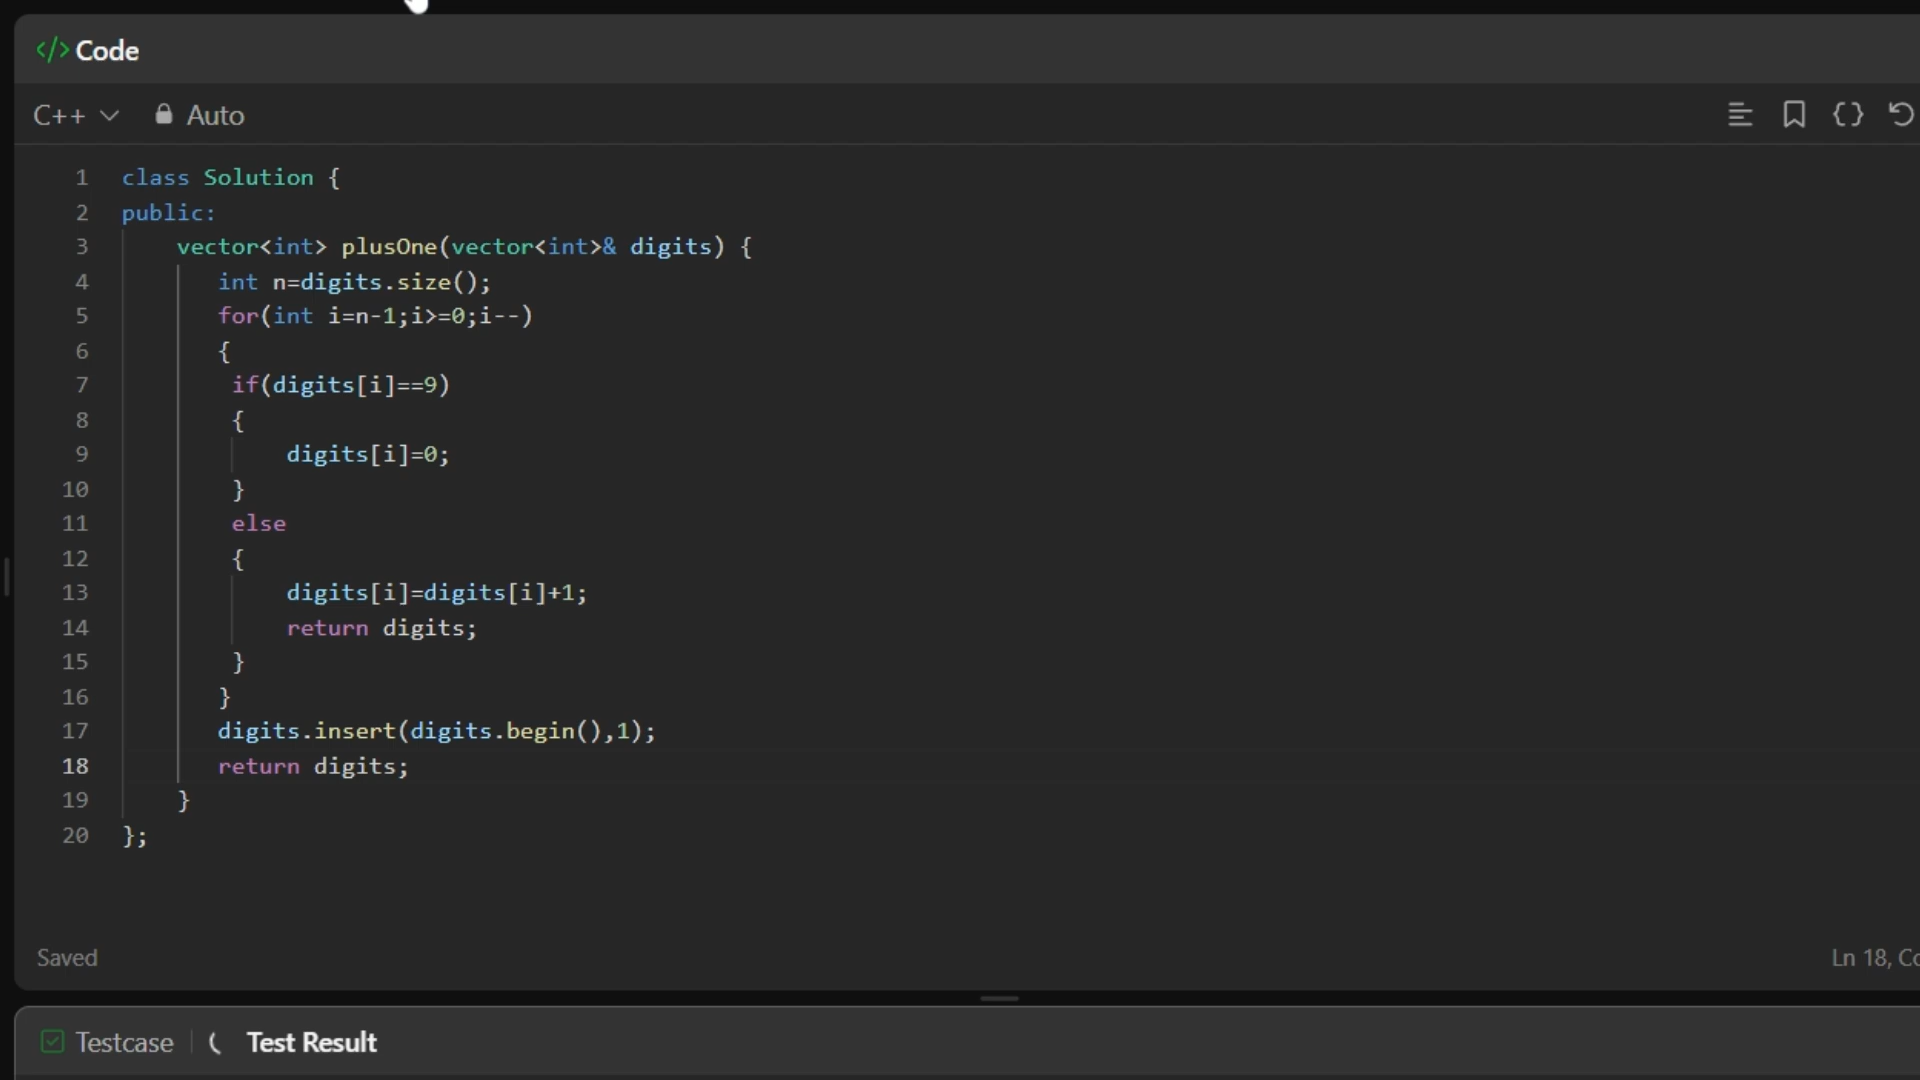 </> Code
C++ Auto
1 class Solution {
2 public:
3 vector<int> plusOne(vector<int>& digits) {
4 int n=digits.size();
5 for(int i=n-1;i>=0;i--)
6 {
7 if(digits[i]==9)
8 {
9 digits[i]=0;
10 }
11 else
12 {
13 digits[i]=digits[i]+1;
14 return digits;
15 }
16 }
17 digits.insert(digits.begin(),1);
18 return digits;
19 }
20 };
Saved Ln 18,
Testcase Test Result